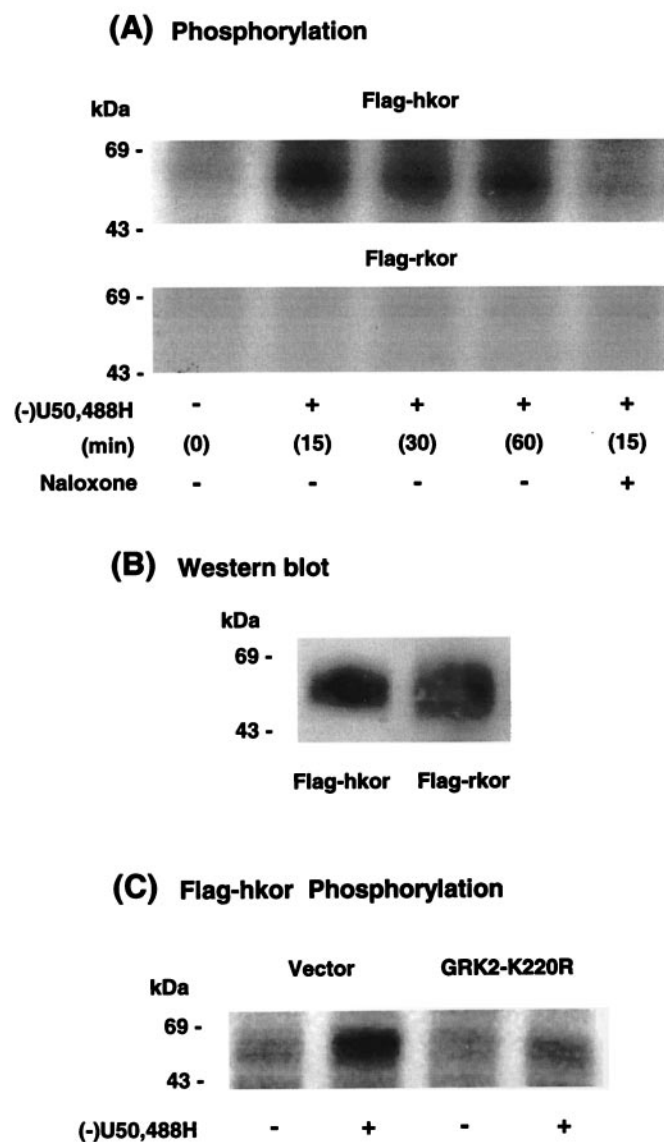 (A) Phosphorylation
kDa
Flag-hkor
69 -
43 -
Flag-rkor
69 -
43 -
(-)U50,488H - + + + +
(min) (0) (15) (30) (60) (15)
Naloxone - - - - +
(B) Western blot
kDa
69 -
43 -
Flag-hkor Flag-rkor
(C) Flag-hkor Phosphorylation
Vector GRK2-K220R
kDa
69 -
43 -
(-)U50,488H - + - +